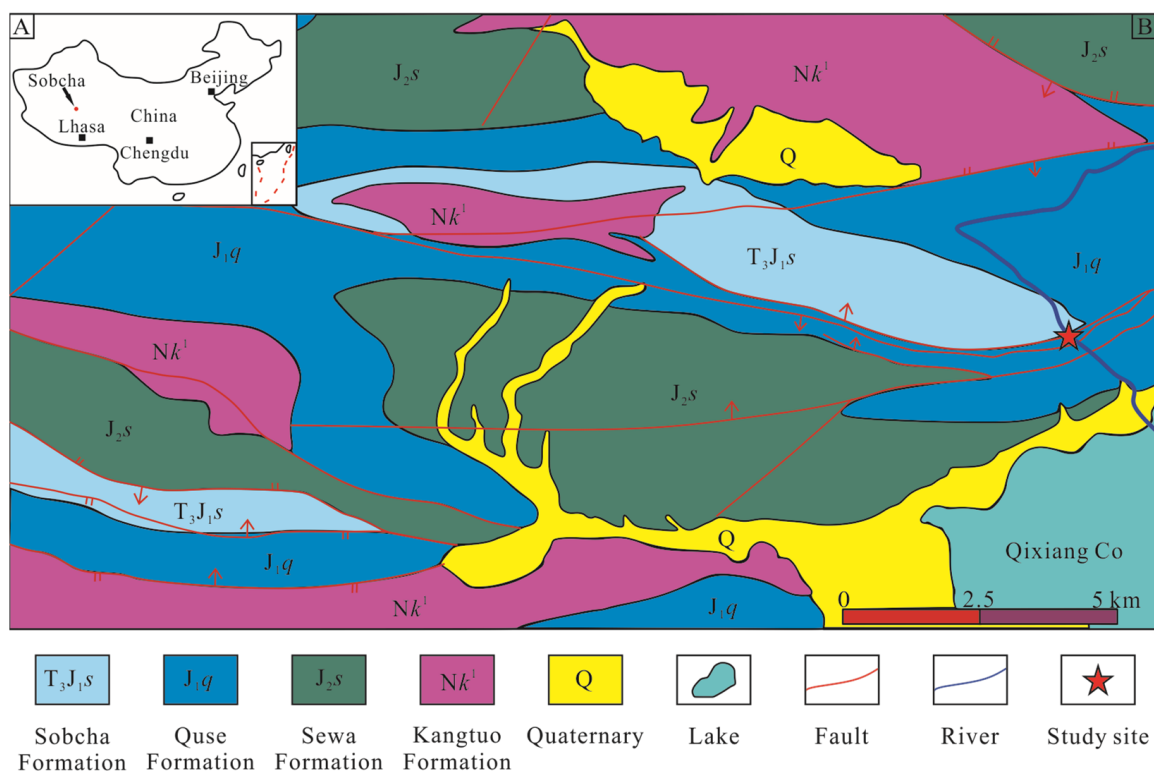 A
B
Sobcha
Beijing
China
Lhasa
Chengdu
J₂s
Nk¹
J₂s
Q
Nk¹
J₁q
T₃J₁s
J₁q
Nk¹
J₂s
J₂s
T₃J₁s
J₁q
Q
Qixiang Co
Nk¹
J₁q
0 2.5 5 km
T₃J₁s
J₁q
J₂s
Nk¹
Q
Sobcha
Formation
Quse
Formation
Sewa
Formation
Kangtuo
Formation
Quaternary
Lake
Fault
River
Study site